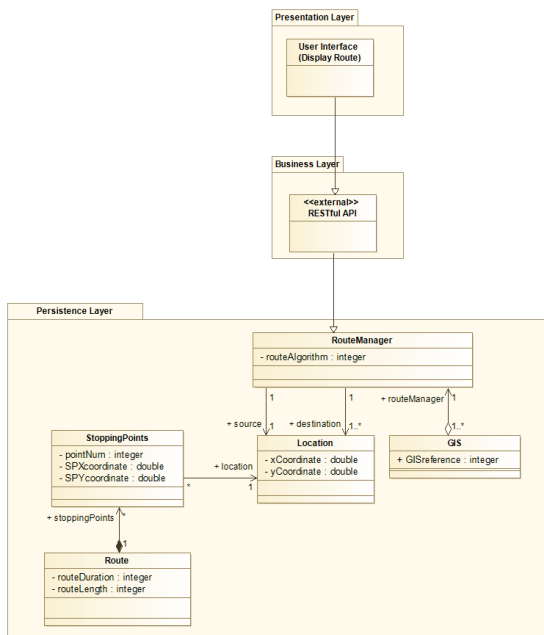 Presentation Layer
User Interface
(Display Route)
Business Layer
<<external>>
RESTful API
Persistence Layer
RouteManager
- routeAlgorithm : integer
1
1
+ routeManager
1
+ source
1
+ destination
1..*
1..*
StoppingPoints
- pointNum : integer
- SPXcoordinate : double
- SPYcoordinate : double
+ location
*
1
Location
- xCoordinate : double
- yCoordinate : double
GIS
+ GISreference : integer
+ stoppingPoints
*
1
Route
- routeDuration : integer
- routeLength : integer